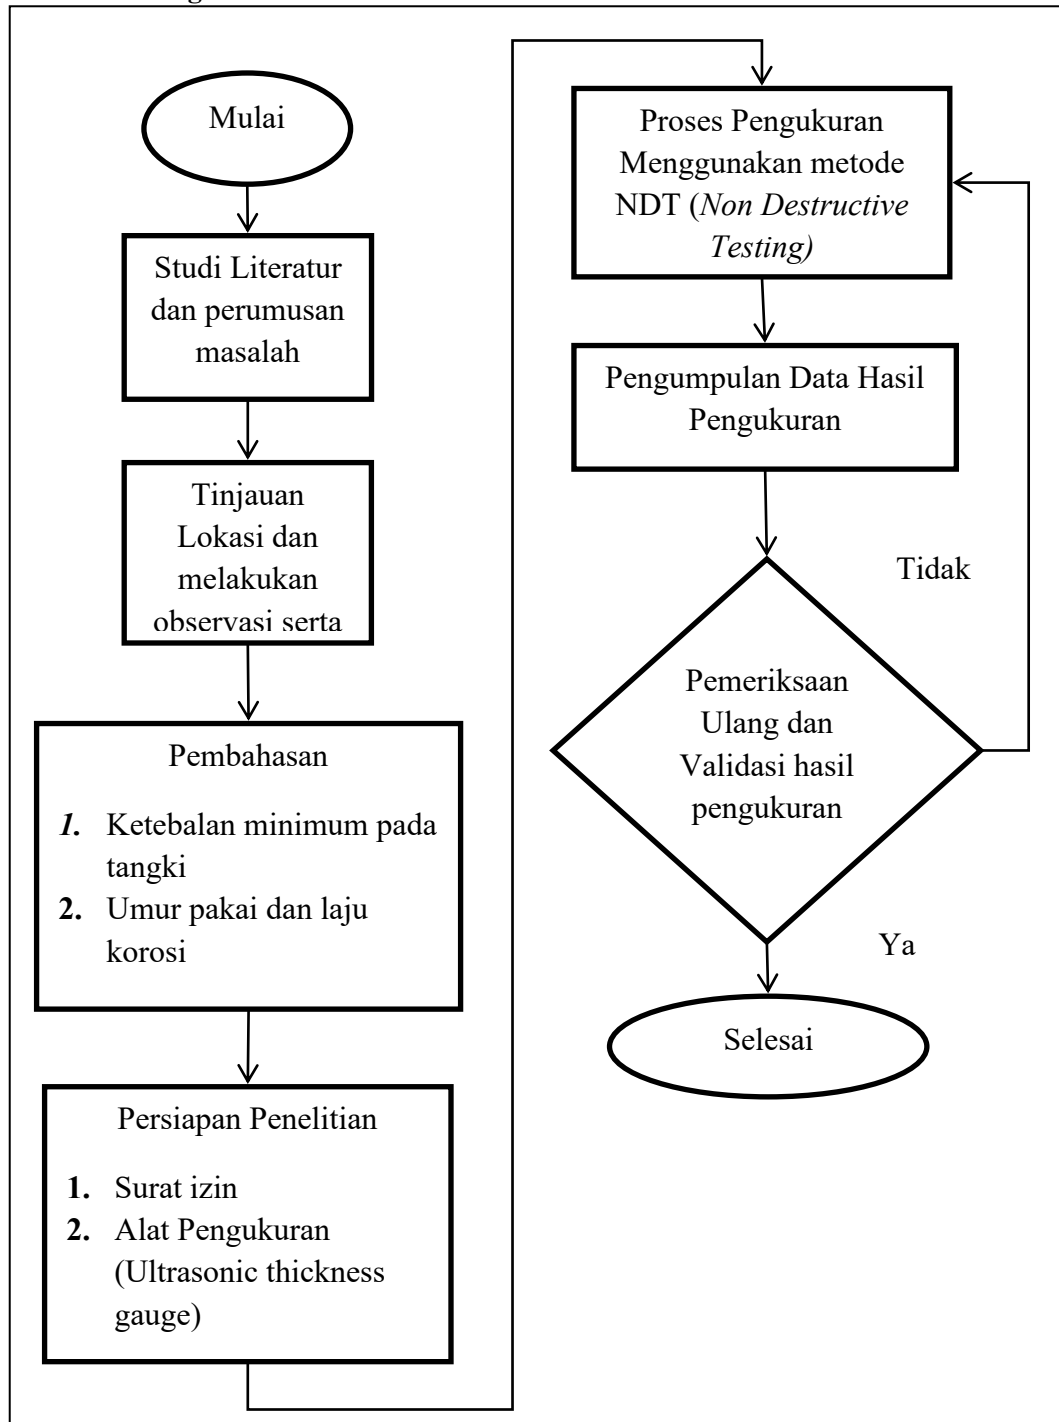 Mulai
Studi Literatur
dan perumusan
masalah
Tinjauan
Lokasi dan
melakukan
observasi serta
Pembahasan
1. Ketebalan minimum pada
tangki
2. Umur pakai dan laju
korosi
Persiapan Penelitian
1. Surat izin
2. Alat Pengukuran
(Ultrasonic thickness
gauge)
Proses Pengukuran
Menggunakan metode
NDT (Non Destructive
Testing)
Pengumpulan Data Hasil
Pengukuran
Tidak
Pemeriksaan
Ulang dan
Validasi hasil
pengukuran
Ya
Selesai